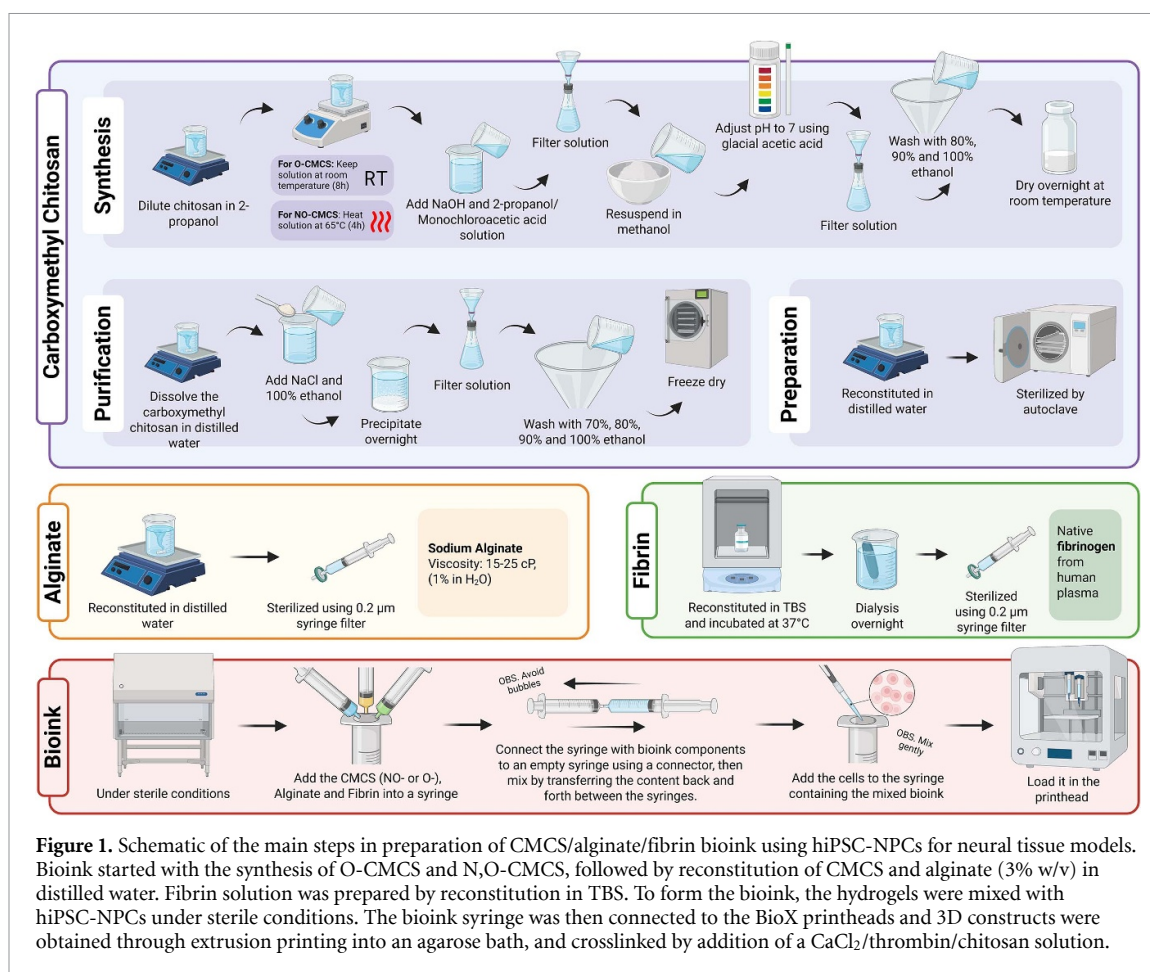 Carboxymethyl Chitosan
Synthesis
Dilute chitosan in 2-
propanol
For O-CMCS: Keep
solution at room
temperature (8h)
RT
For NO-CMCS: Heat
solution at 65°C (4h)
Add NaOH and 2-propanol/
Monochloroacetic acid
solution
Filter solution
Resuspend in
methanol
Adjust pH to 7 using
glacial acetic acid
Filter solution
Wash with 80%,
90% and 100%
ethanol
Dry overnight at
room temperature
Purification
Dissolve the
carboxymethyl
chitosan in distilled
water
Add NaCl and
100% ethanol
Precipitate
overnight
Filter solution
Wash with 70%, 80%,
90% and 100% ethanol
Freeze dry
Preparation
Reconstituted in
distilled water
Sterilized by
autoclave
Alginate
Reconstituted in distilled
water
Sterilized using 0.2 µm
syringe filter
Sodium Alginate
Viscosity: 15-25 cP,
(1% in H₂O)
Fibrin
Reconstituted in TBS
and incubated at 37°C
Dialysis
overnight
Sterilized
using 0.2 µm
syringe filter
Native
fibrinogen
from
human
plasma
Bioink
Under sterile conditions
Add the CMCS (NO- or O-),
Alginate and Fibrin into a
syringe
OBS. Avoid
bubbles
Connect the syringe with bioink components
to an empty syringe using a connector, then
mix by transferring the content back and
forth between the syringes.
OBS. Mix
gently
Add the cells to the syringe
containing the mixed bioink
Load it in the
printhead
Figure 1. Schematic of the main steps in preparation of CMCS/alginate/fibrin bioink using hiPSC-NPCs for neural tissue models.
Bioink started with the synthesis of O-CMCS and N,O-CMCS, followed by reconstitution of CMCS and alginate (3% w/v) in
distilled water. Fibrin solution was prepared by reconstitution in TBS. To form the bioink, the hydrogels were mixed with
hiPSC-NPCs under sterile conditions. The bioink syringe was then connected to the BioX printheads and 3D constructs were
obtained through extrusion printing into an agarose bath, and crosslinked by addition of a CaCl₂/thrombin/chitosan solution.